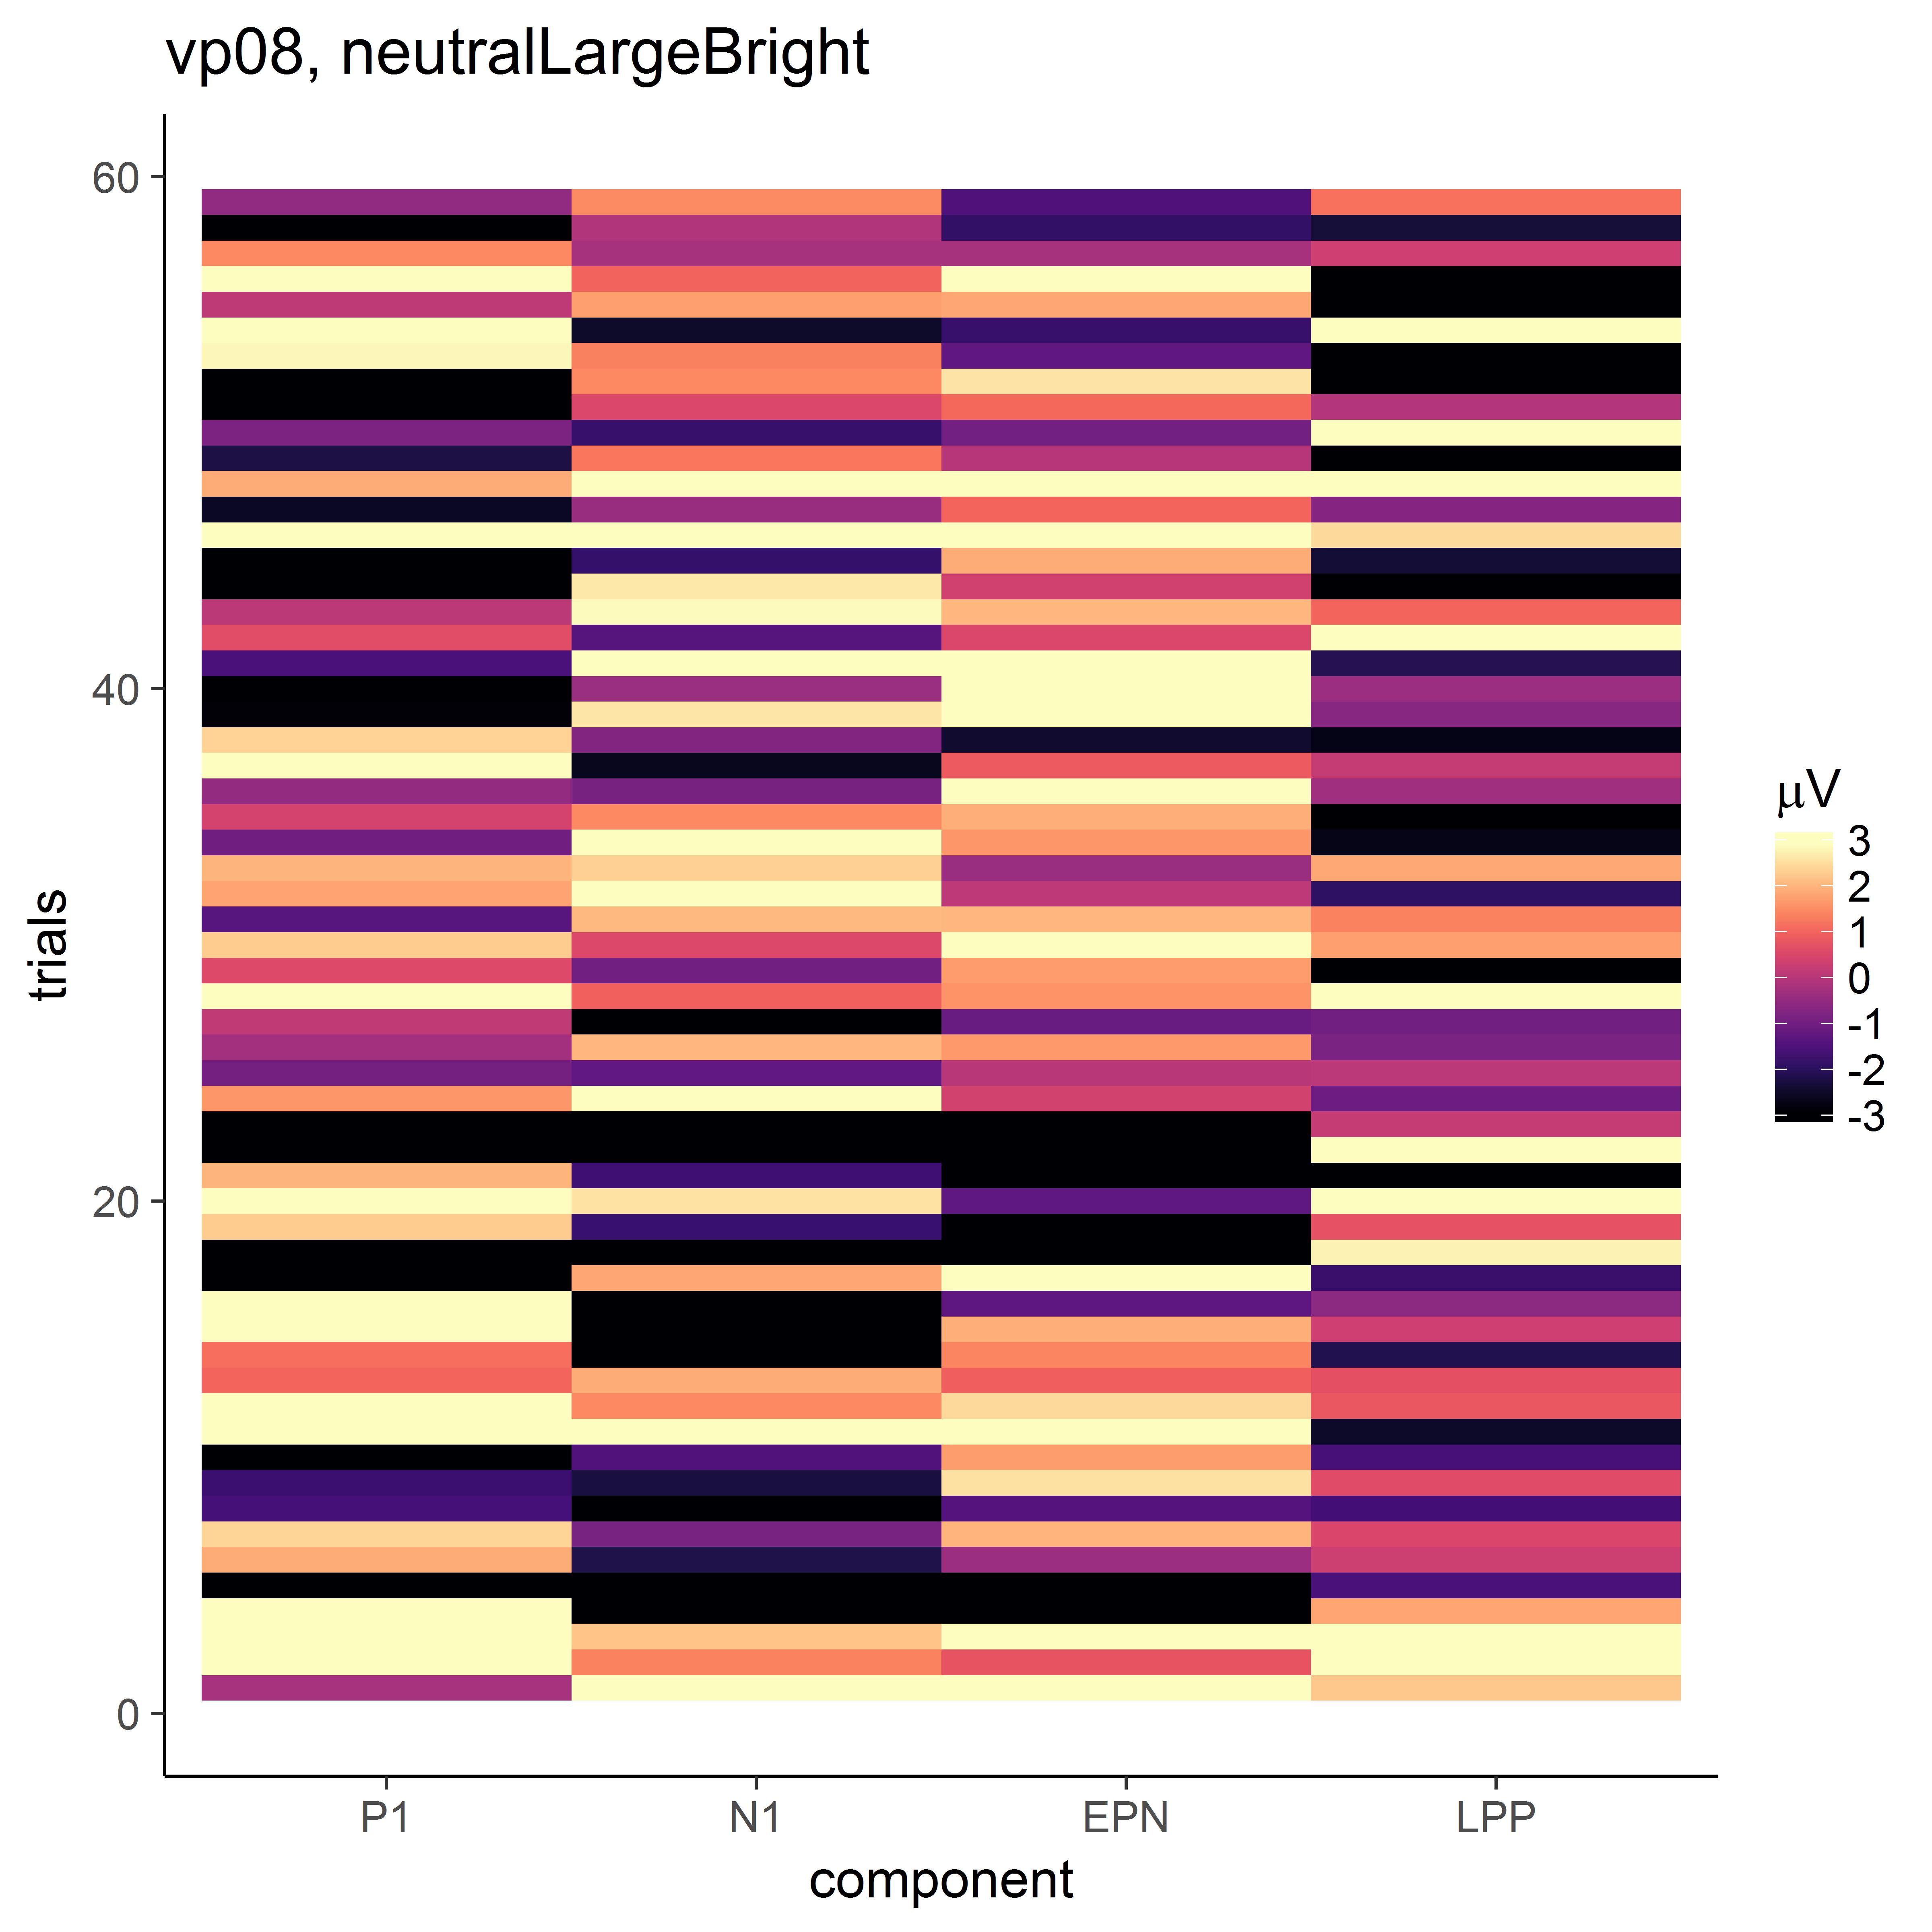 vp08, neutralLargeBright
60
40
20
0
trials
P1 N1 EPN LPP
component
μV
3
2
1
0
-1
-2
-3